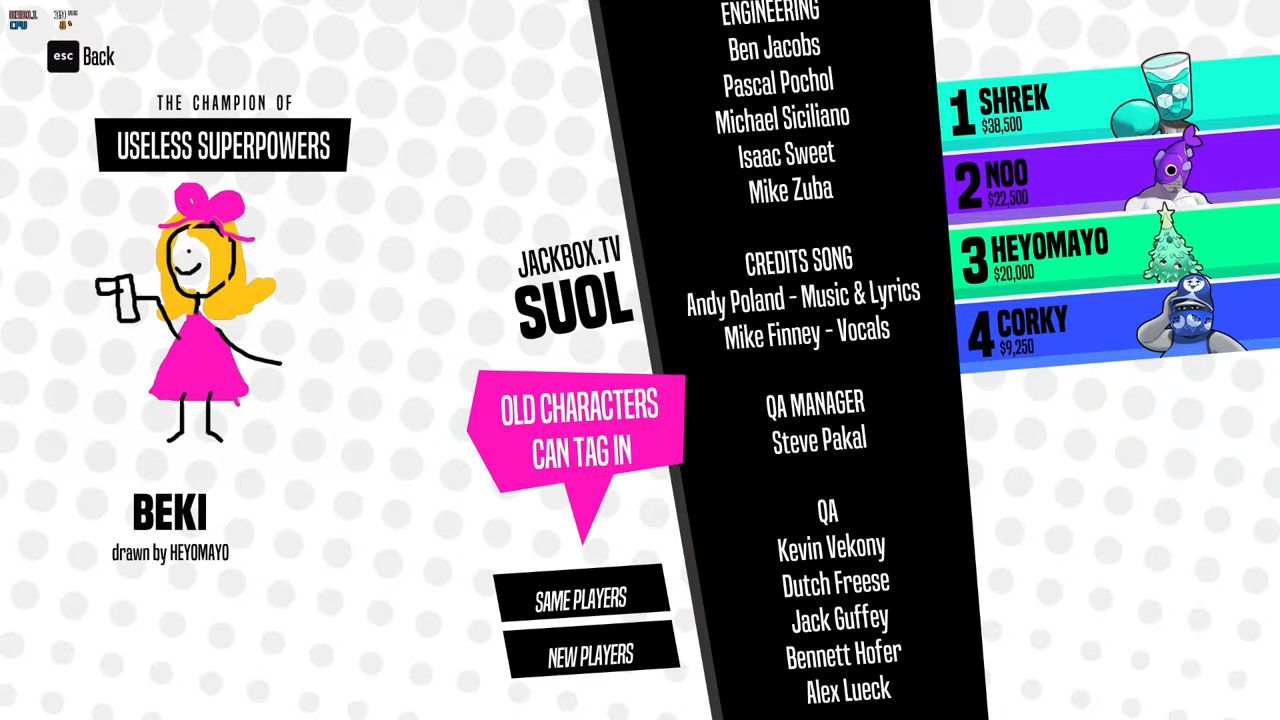 39 FPS
CPU
esc Back
THE CHAMPION OF
USELESS SUPERPOWERS
BEKI
drawn by HEYOMAYO
JACKBOX.TV
SUOL
OLD CHARACTERS
CAN TAG IN
SAME PLAYERS
NEW PLAYERS
ENGINEERING
Ben Jacobs
Pascal Pochol
Michael Siciliano
Isaac Sweet
Mike Zuba
CREDITS SONG
Andy Poland - Music & Lyrics
Mike Finney - Vocals
QA MANAGER
Steve Pakal
QA
Kevin Vekony
Dutch Freese
Jack Guffey
Bennett Hofer
Alex Lueck
1 SHREK
$38,500
2 NOO
$22,500
3 HEYOMAYO
$20,000
4 CORKY
$9,250